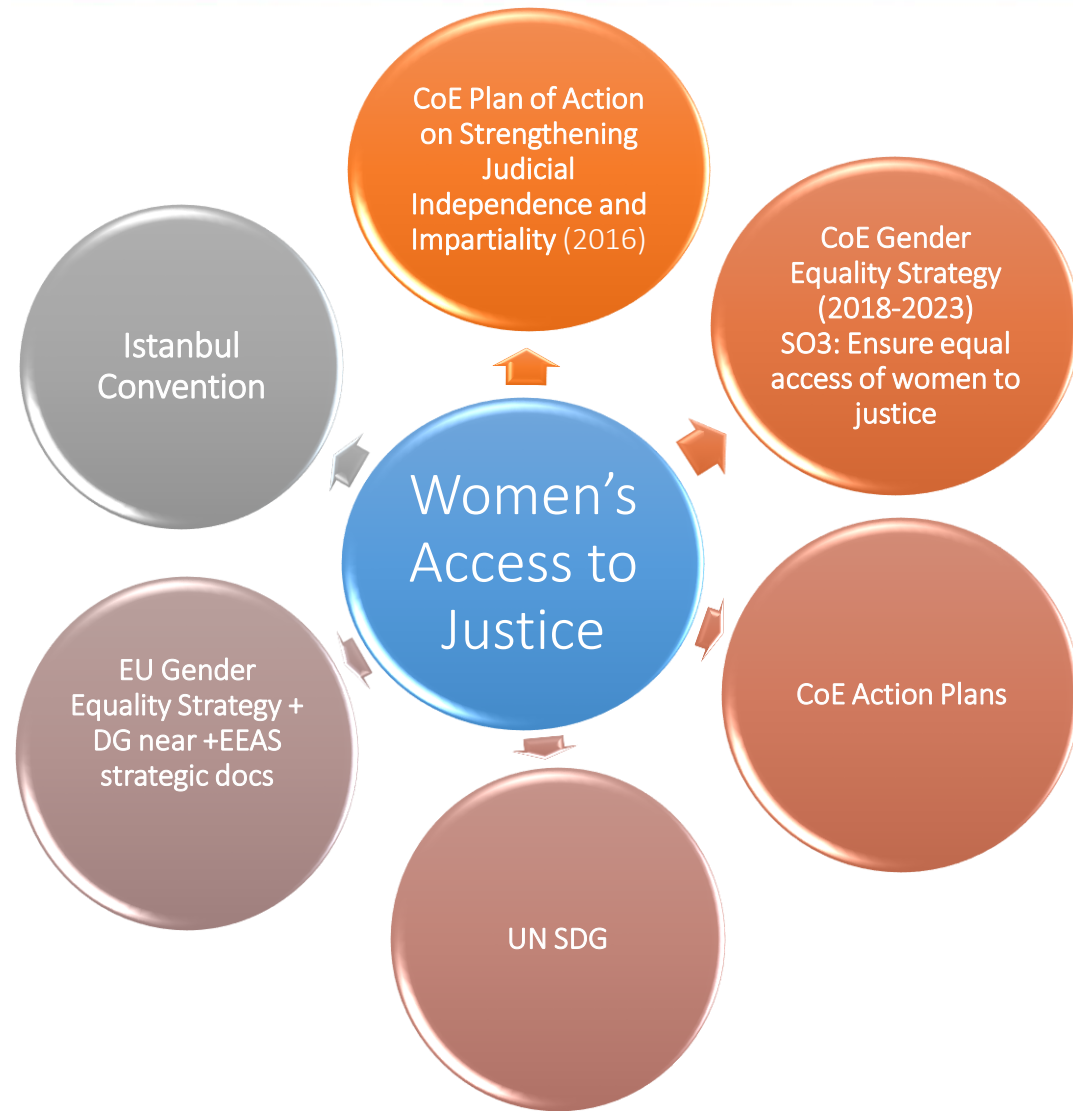 CoE Plan of Action
on Strengthening
Judicial
Independence and
Impartiality (2016)
CoE Gender
Equality Strategy
(2018-2023)
SO3: Ensure equal
access of women to
justice
Istanbul
Convention
Women’s
Access to
Justice
EU Gender
Equality Strategy +
DG near +EEAS
strategic docs
CoE Action Plans
UN SDG